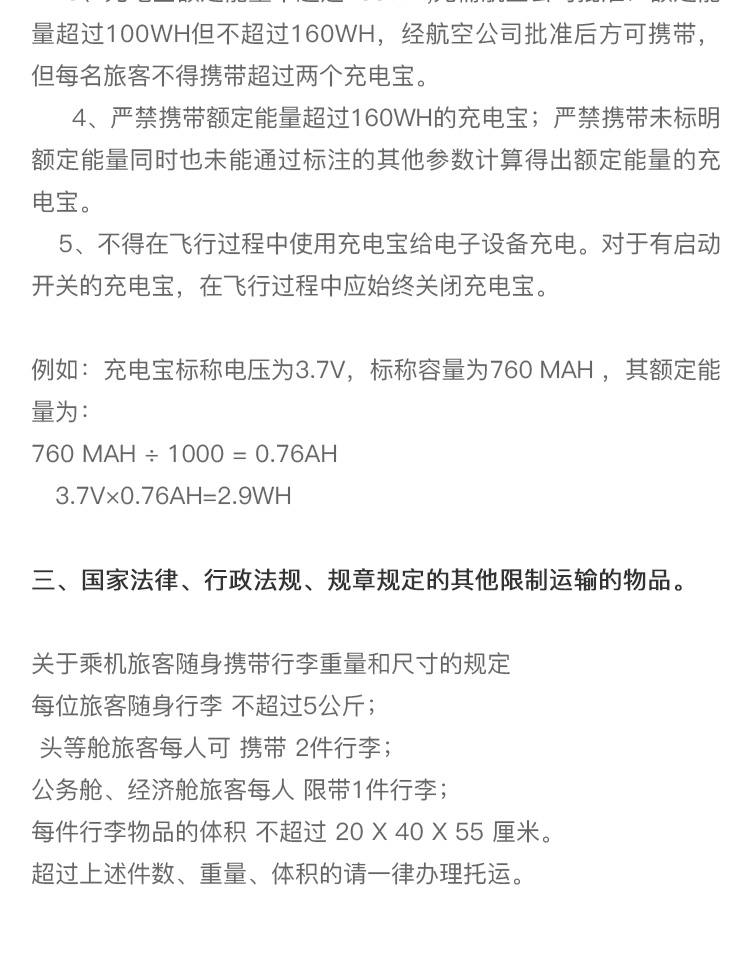 量超过100WH但不超过160WH，经航空公司批准后方可携带，
但每名旅客不得携带超过两个充电宝。
4、严禁携带额定能量超过160WH的充电宝；严禁携带未标明
额定能量同时也未能通过标注的其他参数计算得出额定能量的充
电宝。
5、不得在飞行过程中使用充电宝给电子设备充电。对于有启动
开关的充电宝，在飞行过程中应始终关闭充电宝。
例如：充电宝标称电压为3.7V，标称容量为760 MAH ，其额定能
量为：
760 MAH ÷ 1000 = 0.76AH
3.7V×0.76AH=2.9WH
三、国家法律、行政法规、规章规定的其他限制运输的物品。
关于乘机旅客随身携带行李重量和尺寸的规定
每位旅客随身行李 不超过5公斤；
头等舱旅客每人可 携带 2件行李；
公务舱、经济舱旅客每人 限带1件行李；
每件行李物品的体积 不超过 20 X 40 X 55 厘米。
超过上述件数、重量、体积的请一律办理托运。